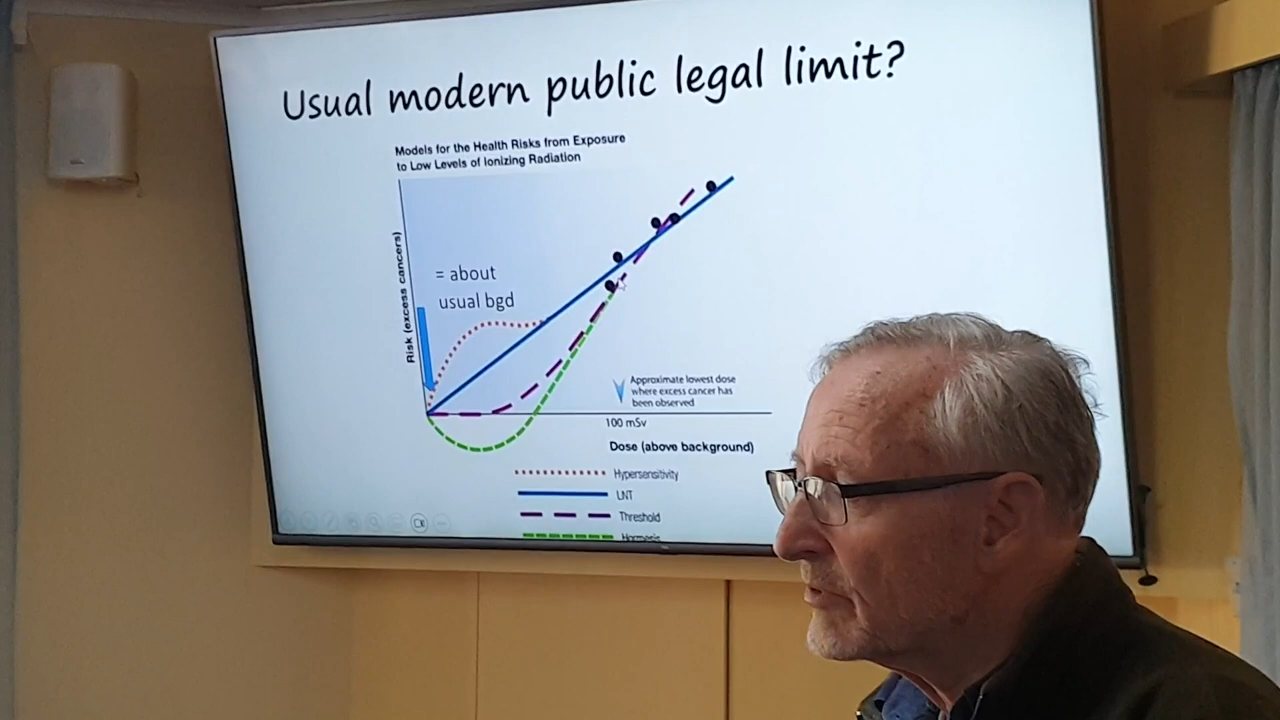 Usual modern public legal limit?
Models for the Health Risks from Exposure
to Low Levels of Ionizing Radiation
Risk (excess cancers)
= about
usual bgd
Approximate lowest dose
where excess cancer has
been observed
100 mSv
Dose (above background)
Hypersensitivity
LNT
Threshold
Hormesis